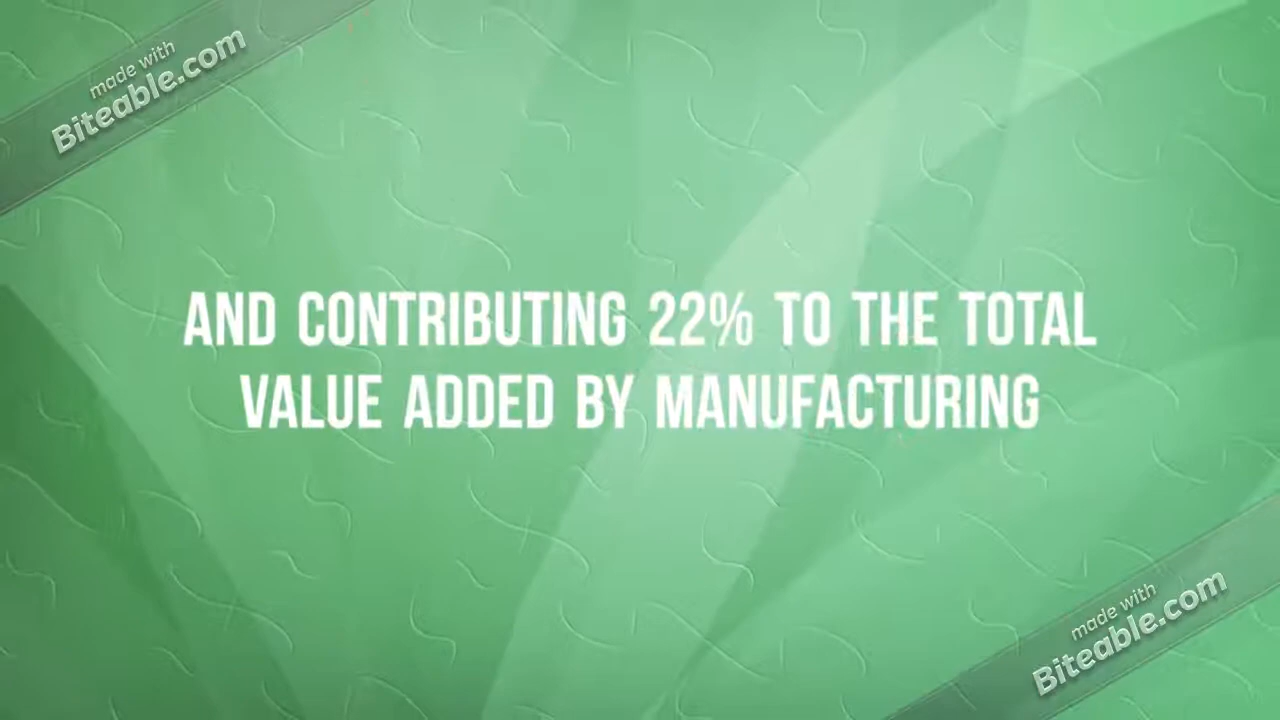 made with
Biteable.com
AND CONTRIBUTING 22% TO THE TOTAL
VALUE ADDED BY MANUFACTURING
made with
Biteable.com